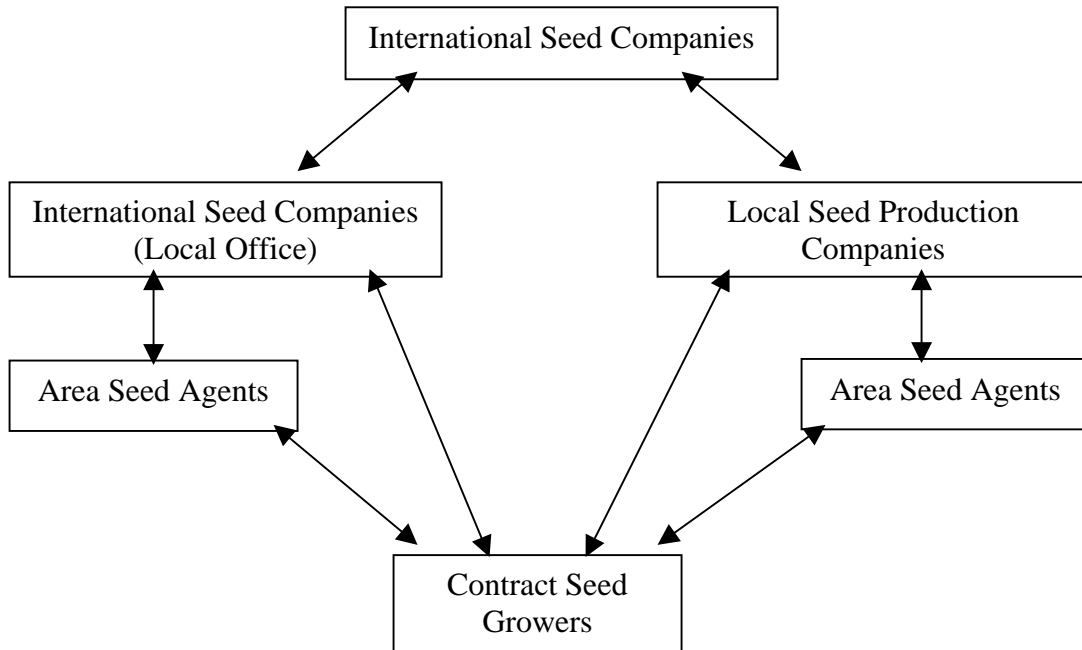 International Seed Companies
International Seed Companies
(Local Office)
Local Seed Production
Companies
Area Seed Agents
Area Seed Agents
Contract Seed
Growers